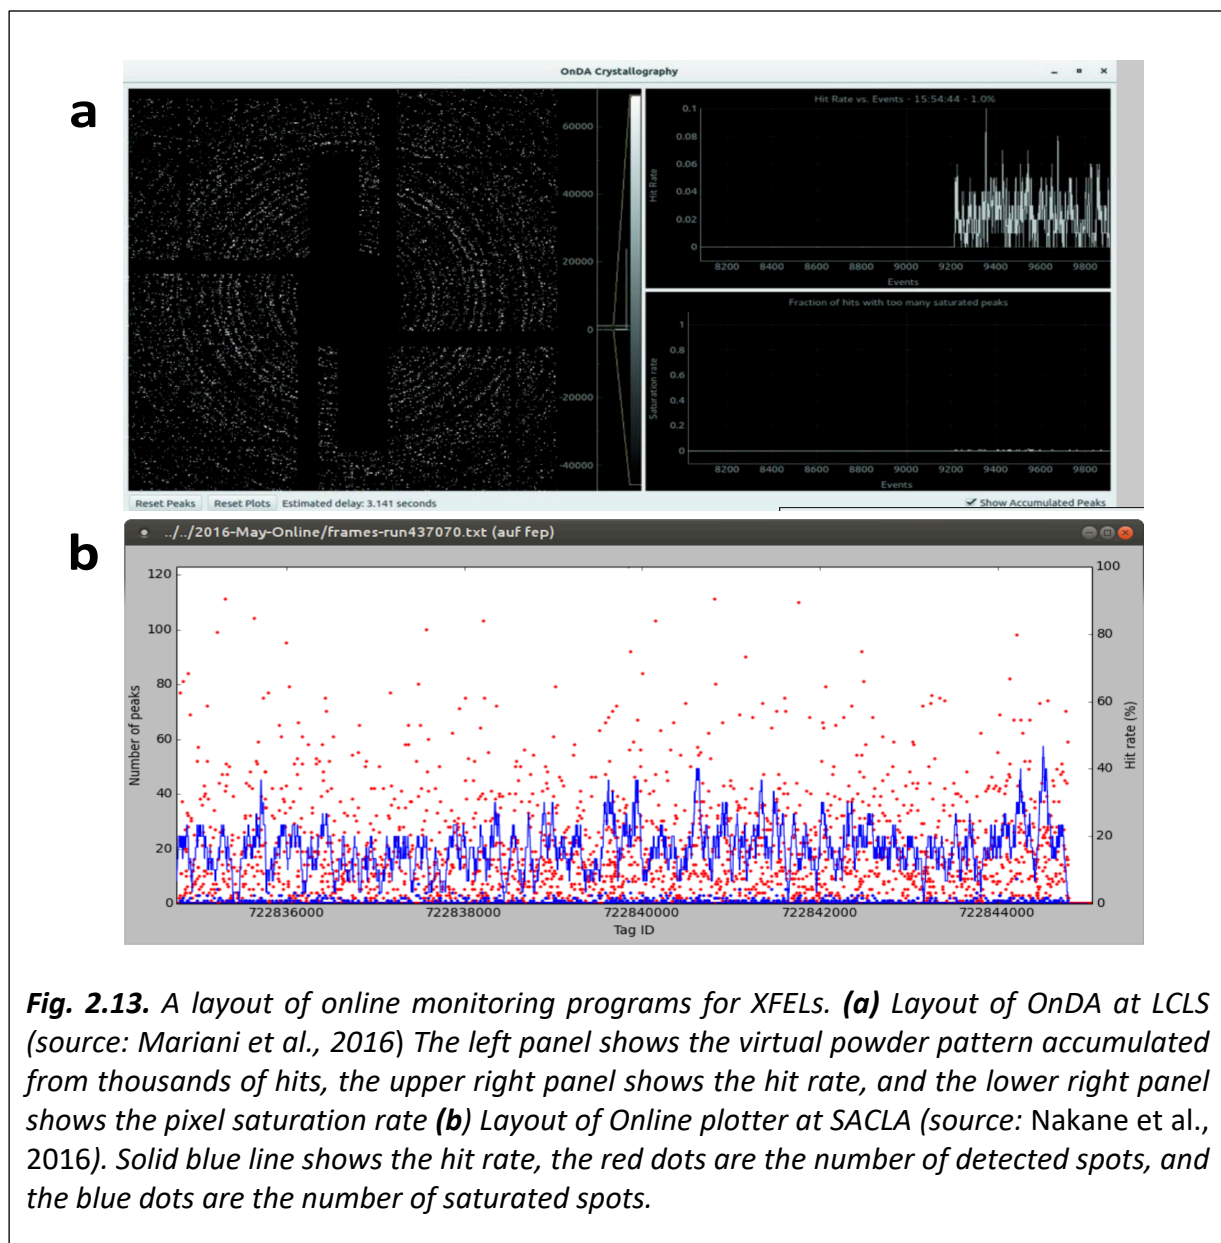 a
OnDA Crystallography
60000
40000
20000
0
-20000
-40000
Hit Rate vs. Events - 15:54:44 - 1.0%
0.1
0.08
0.06
0.04
0.02
0
Hit Rate
8200 8400 8600 8800 9000 9200 9400 9600 9800
Events
Fraction of hits with too many saturated peaks
1
0.8
0.6
0.4
0.2
0
Saturation rate
8200 8400 8600 8800 9000 9200 9400 9600 9800
Events
Reset Peaks Reset Plots Estimated delay: 3.141 seconds Show Accumulated Peaks
b
../../2016-May-Online/frames-run437070.txt (auf fep)
120
100
80
60
40
20
0
Number of peaks
100
80
60
40
20
0
Hit rate (%)
722836000 722838000 722840000 722842000 722844000
Tag ID
Fig. 2.13. A layout of online monitoring programs for XFELs. (a) Layout of OnDA at LCLS
(source: Mariani et al., 2016) The left panel shows the virtual powder pattern accumulated
from thousands of hits, the upper right panel shows the hit rate, and the lower right panel
shows the pixel saturation rate (b) Layout of Online plotter at SACLA (source: Nakane et al.,
2016). Solid blue line shows the hit rate, the red dots are the number of detected spots, and
the blue dots are the number of saturated spots.